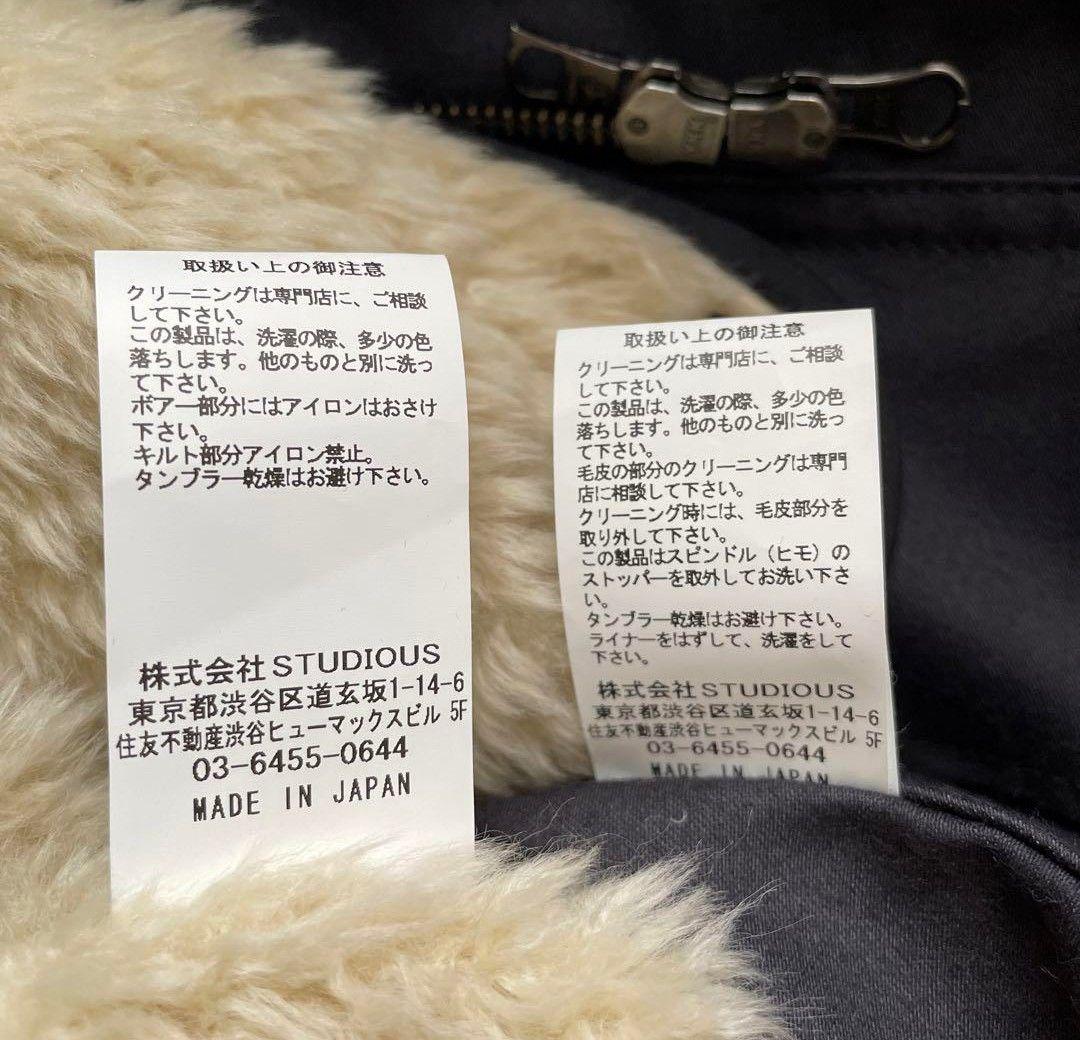 取扱い上の御注意
クリーニングは専門店に、ご相談
して下さい。
この製品は、洗濯の際、多少の色
落ちします。他のものと別に洗っ
て下さい。
ボアー部分にはアイロンはおさけ
下さい。
キルト部分アイロン禁止。
タンブラー乾燥はお避け下さい。
株式会社STUDIOUS
東京都渋谷区道玄坂1-14-6
住友不動産渋谷ヒューマックスビル 5F
03-6455-0644
MADE IN JAPAN
取扱い上の御注意
クリーニングは専門店に、ご相談
して下さい。
この製品は、洗濯の際、多少の色
落ちします。他のものと別に洗っ
て下さい。
毛皮の部分のクリーニングは専門
店に相談して下さい。
クリーニング時には、毛皮部分を
取り外して下さい。
この製品はスピンドル（ヒモ）の
ストッパーを取外してお洗い下さ
い。
タンブラー乾燥はお避け下さい。
ライナーをはずして、洗濯をして
下さい。
株式会社STUDIOUS
東京都渋谷区道玄坂1-14-6
住友不動産渋谷ヒューマックスビル 5F
03-6455-0644
MADE IN JAPAN